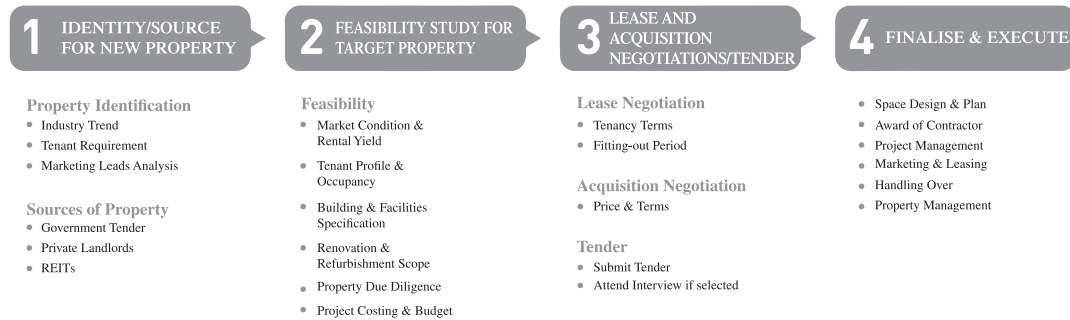 1 IDENTITY/SOURCE
FOR NEW PROPERTY
Property Identification
Industry Trend
Tenant Requirement
Marketing Leads Analysis
Sources of Property
Government Tender
Private Landlords
REITs
2 FEASIBILITY STUDY FOR
TARGET PROPERTY
Feasibility
Market Condition &
Rental Yield
Tenant Profile &
Occupancy
Building & Facilities
Specification
Renovation &
Refurbishment Scope
Property Due Diligence
Project Costing & Budget
3 LEASE AND
ACQUISITION
NEGOTIATIONS/TENDER
Lease Negotiation
Tenancy Terms
Fitting-out Period
Acquisition Negotiation
Price & Terms
Tender
Submit Tender
Attend Interview if selected
4 FINALISE & EXECUTE
Space Design & Plan
Award of Contractor
Project Management
Marketing & Leasing
Handling Over
Property Management